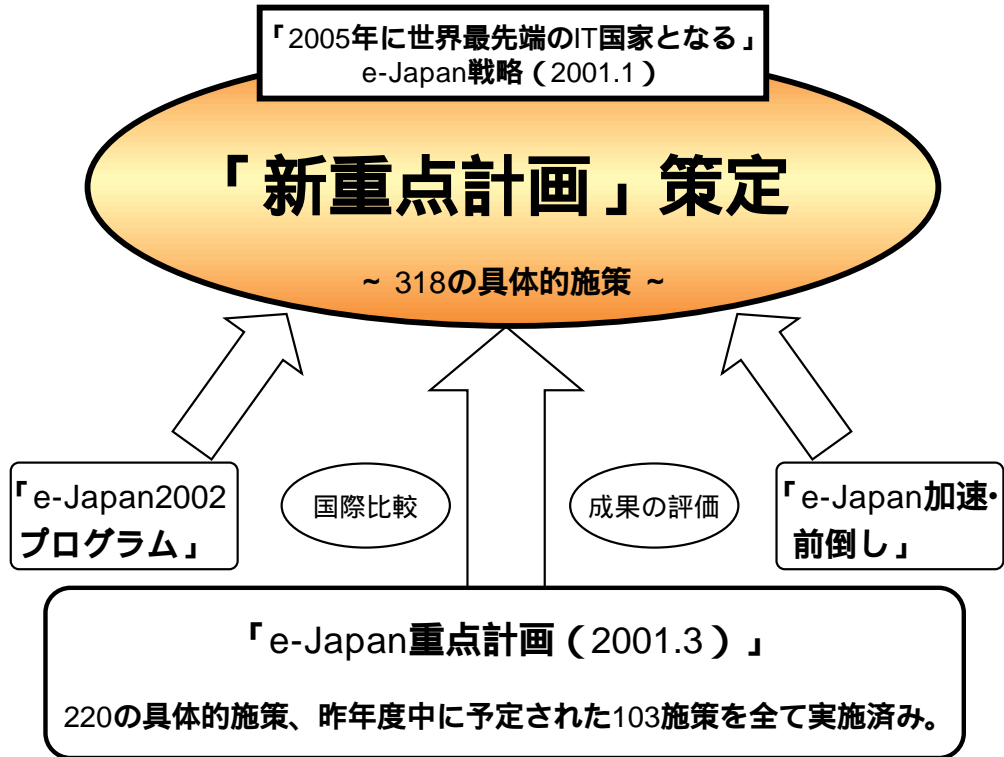 「2005年に世界最先端のIT国家となる」
e-Japan戦略（2001.1）
「新重点計画」策定
~ 318の具体的施策 ~
「e-Japan2002
プログラム」
国際比較
成果の評価
「e-Japan加速・
前倒し」
「e-Japan重点計画（2001.3）」
220の具体的施策、昨年度中に予定された103施策を全て実施済み。